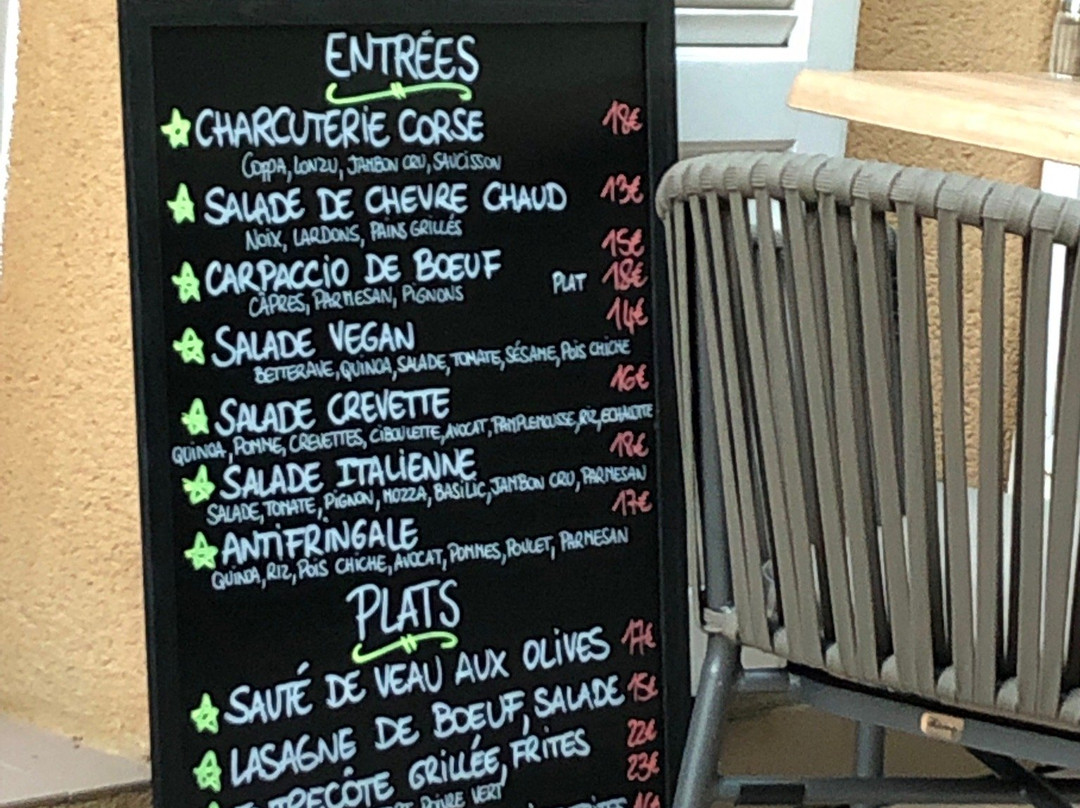 ENTRÉES
CHARCUTERIE CORSE 18€
COPPA, LONZU, JAMBON CRU, SAUCISSON
SALADE DE CHEVRE CHAUD 13€
NOIX, LARDONS, PAINS GRILLÉS
15€
CARPACCIO DE BOEUF PLAT 18€
CÂPRES, PARMESAN, PIGNONS
14€
SALADE VEGAN
BETTERAVE, QUINOA, SALADE, TOMATE, SÉSAME, POIS CHICHE
16€
SALADE CREVETTE
QUINOA, POMME, CREVETTES, CIBOULETTE, AVOCAT, PAMPLEMOUSSE, RIZ, ECHALOTTE
18€
SALADE ITALIENNE
SALADE, TOMATE, PIGNON, MOZZA, BASILIC, JAMBON CRU, PARMESAN
17€
ANTIFRINGALE
QUINOA, RIZ, POIS CHICHE, AVOCAT, POMMES, POULET, PARMESAN
PLATS
SAUTÉ DE VEAU AUX OLIVES 17€
LASAGNE DE BOEUF, SALADE 15€
22€
ENTRECÔTE GRILLÉE, FRITES 23€
POIVRE VERT